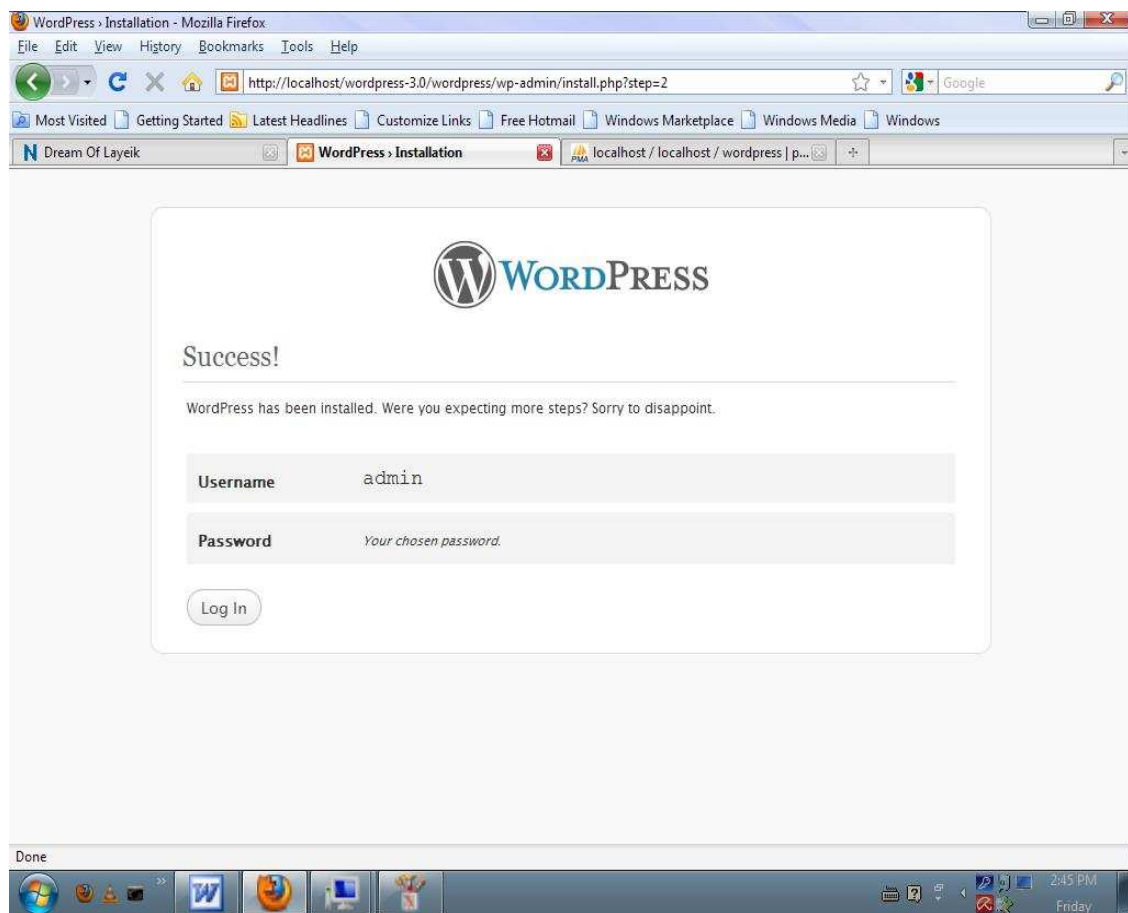 WordPress › Installation - Mozilla Firefox
File Edit View History Bookmarks Tools Help
http://localhost/wordpress-3.0/wordpress/wp-admin/install.php?step=2
Google
Most Visited Getting Started Latest Headlines Customize Links Free Hotmail Windows Marketplace Windows Media Windows
Dream Of Layeik
WordPress › Installation
localhost / localhost / wordpress | p...
WORDPRESS
Success!
WordPress has been installed. Were you expecting more steps? Sorry to disappoint.
Username admin
Password Your chosen password.
Log In
Done
2:45 PM
Friday